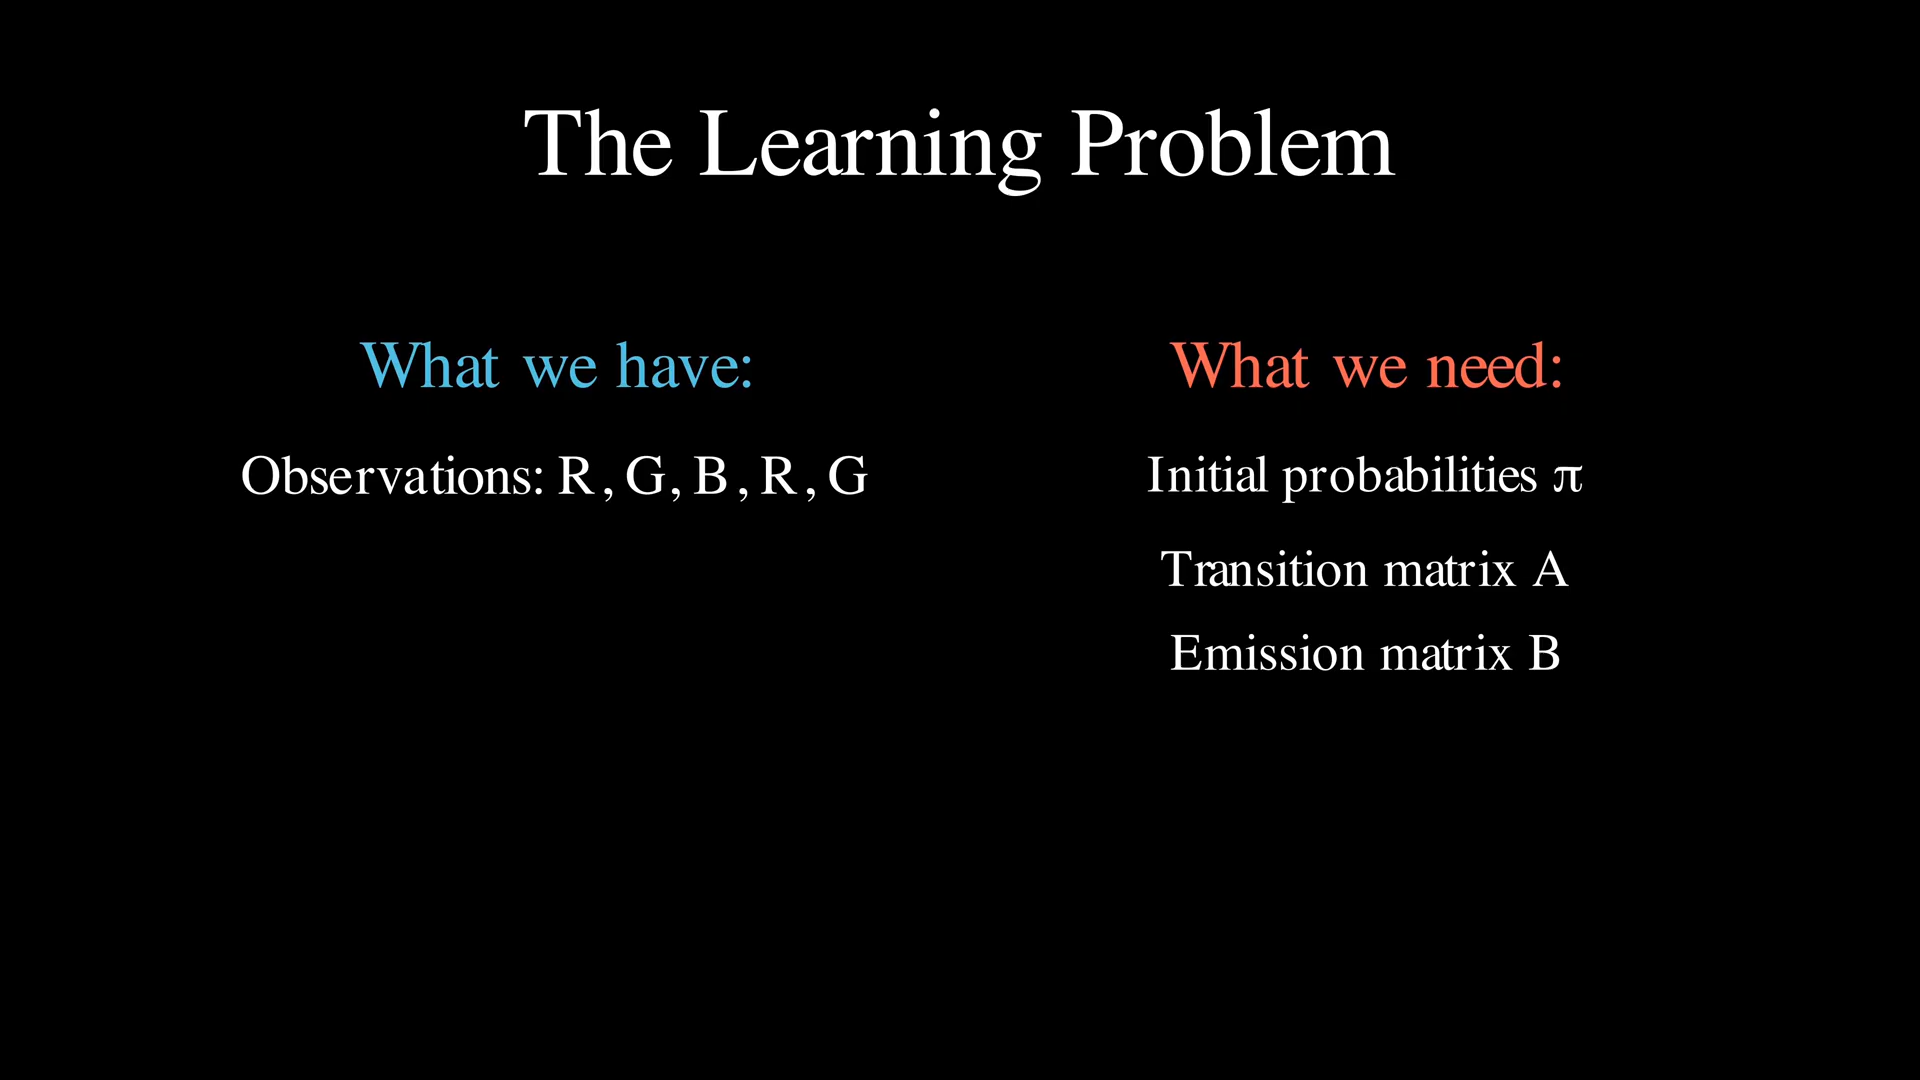 The Learning Problem
What we have:
Observations: R, G, B, R, G
What we need:
Initial probabilities π
Transition matrix A
Emission matrix B